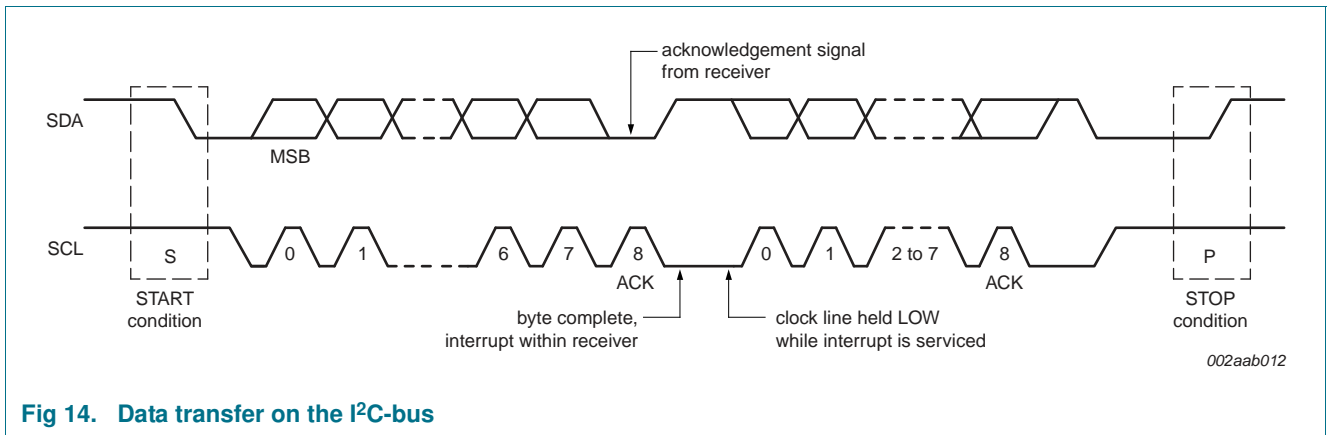 acknowledgement signal
from receiver
SDA
MSB
SCL
S
0
1
6
7
8
0
1
2 to 7
8
P
ACK
ACK
START
condition
byte complete,
interrupt within receiver
clock line held LOW
while interrupt is serviced
STOP
condition
002aab012
Fig 14. Data transfer on the I²C-bus